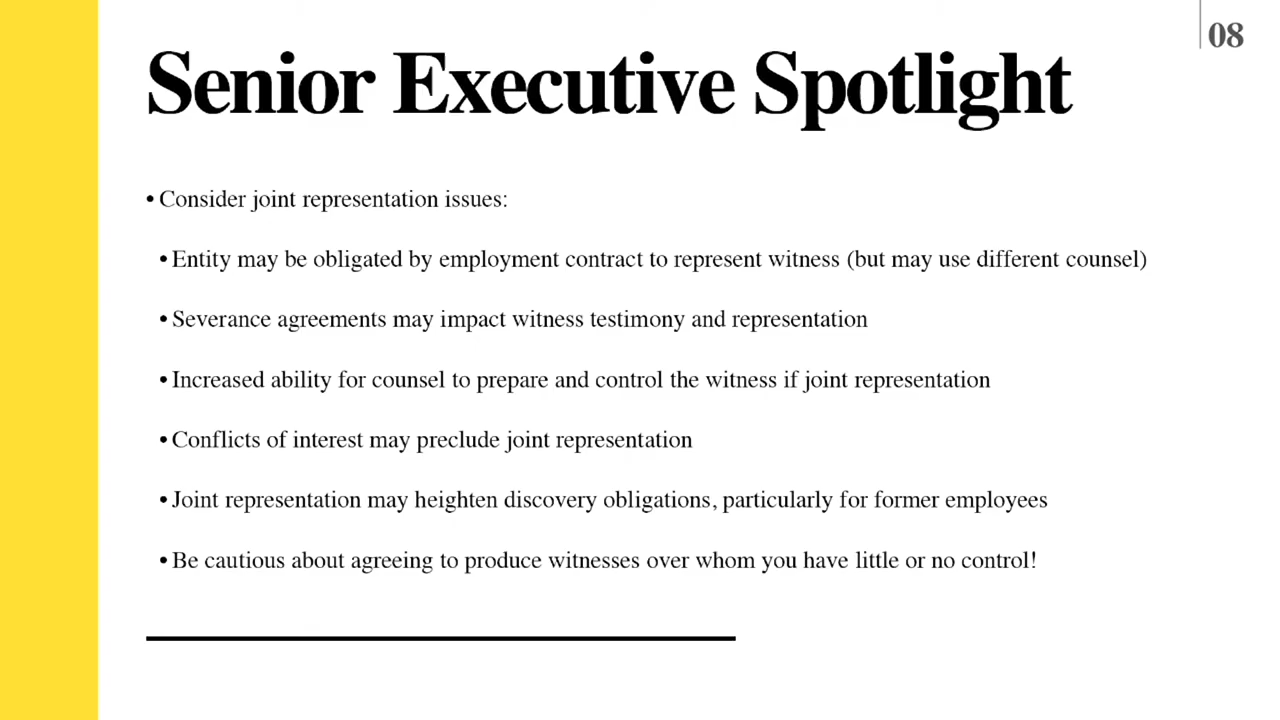 08
Senior Executive Spotlight
• Consider joint representation issues:
• Entity may be obligated by employment contract to represent witness (but may use different counsel)
• Severance agreements may impact witness testimony and representation
• Increased ability for counsel to prepare and control the witness if joint representation
• Conflicts of interest may preclude joint representation
• Joint representation may heighten discovery obligations, particularly for former employees
• Be cautious about agreeing to produce witnesses over whom you have little or no control!